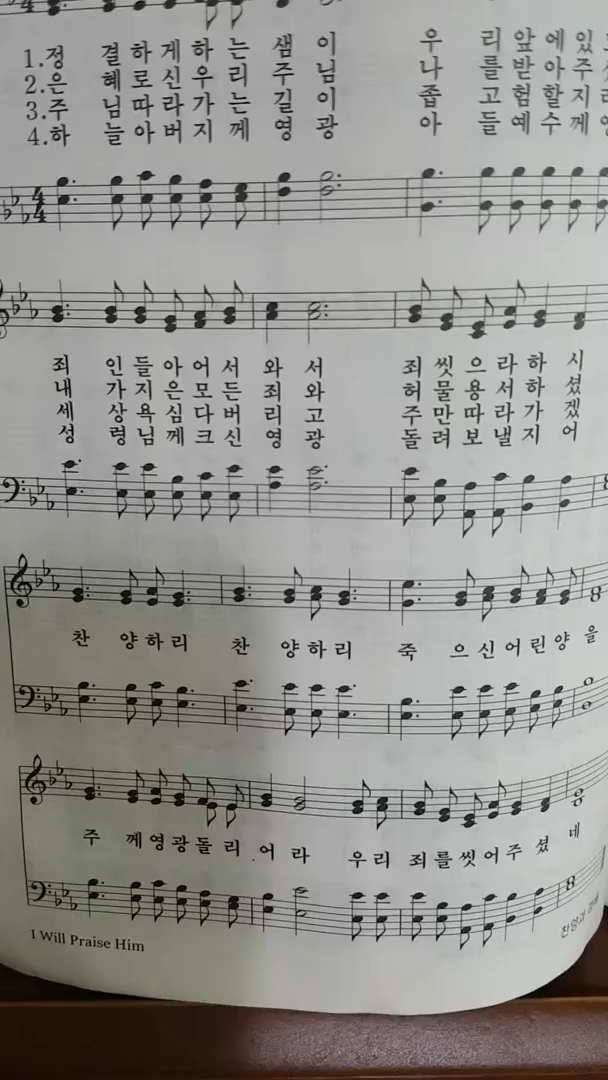 1.정 결하게하는 샘이 우 리앞에있
2.은 혜로신우리 주님 나 를받아주
3.주 님따라가는 길이 좁 고험할지
4.하 늘아버지께 영광 아 들예수께
4
4
죄 인들아어서 와서 죄씻으라하시
내 가지은모든 죄와 허물용서하셨
세 상욕심다버 리고 주만따라가겠
성 령님께크신 영광 돌려보낼지어
찬 양하리 찬 양하리 죽 으신어린양을
주 께영광돌리 어라 우리 죄를씻어주셨네
I Will Praise Him
찬양과